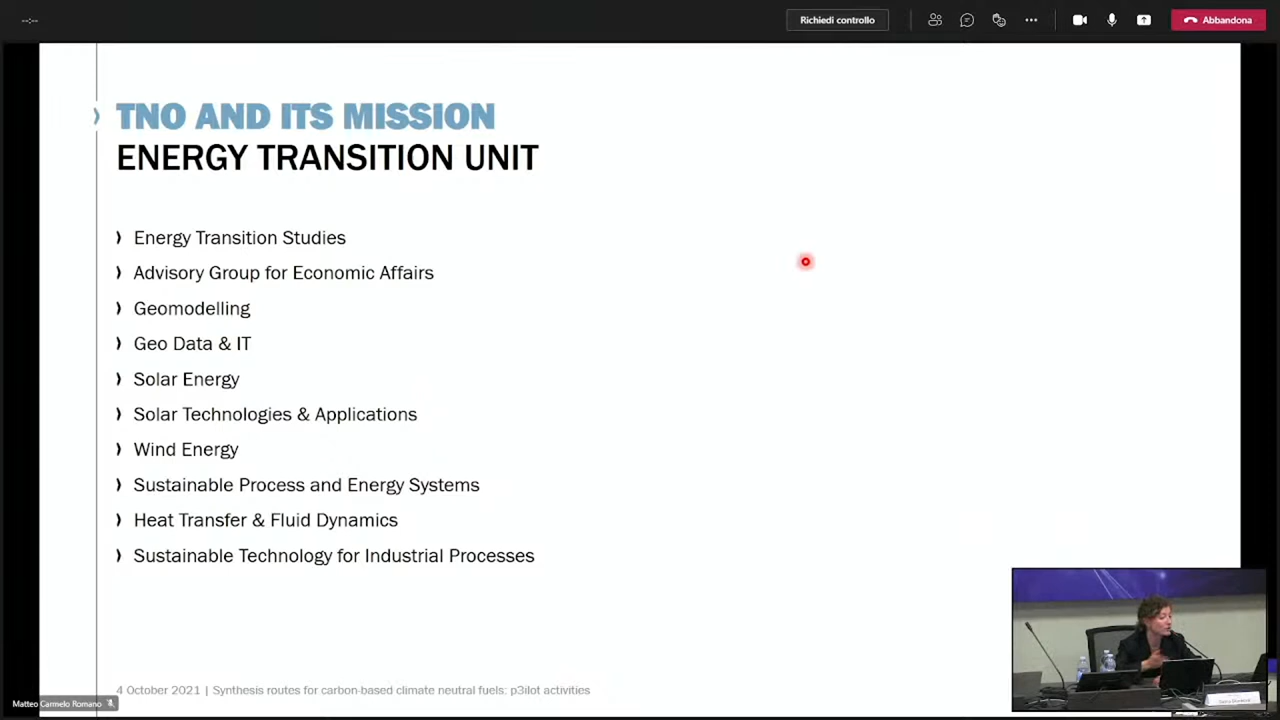 --:--
Richiedi controllo
Abbandona
TNO AND ITS MISSION
ENERGY TRANSITION UNIT
Energy Transition Studies
Advisory Group for Economic Affairs
Geomodelling
Geo Data & IT
Solar Energy
Solar Technologies & Applications
Wind Energy
Sustainable Process and Energy Systems
Heat Transfer & Fluid Dynamics
Sustainable Technology for Industrial Processes
4 October 2021 | Synthesis routes for carbon-based climate neutral fuels: p3ilot activities
Matteo Carmelo Romano